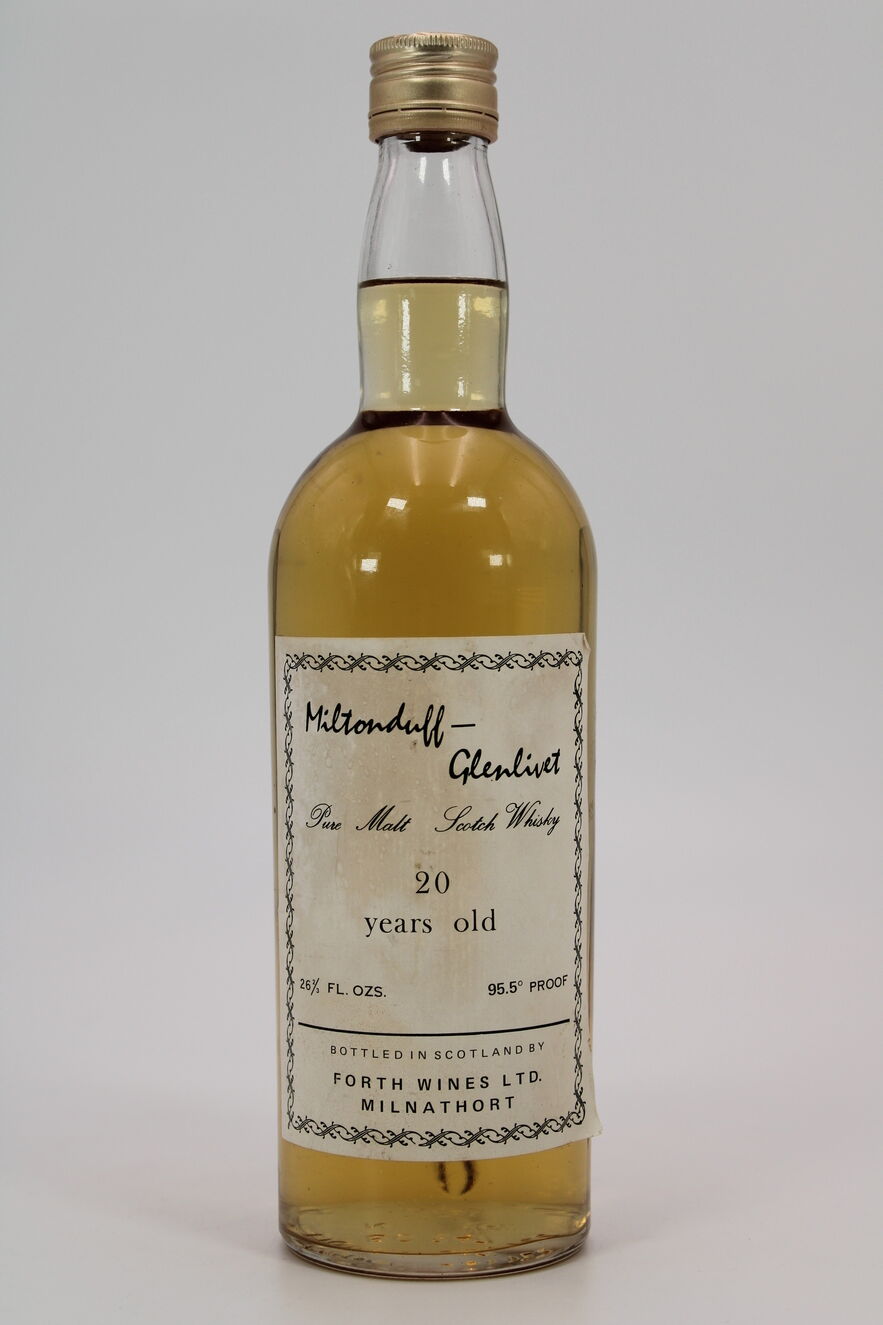 Miltonduff—
Glenlivet
Pure Malt Scotch Whisky
20
years old
26⅔ FL. OZS. 95.5° PROOF
BOTTLED IN SCOTLAND BY
FORTH WINES LTD.
MILNATHORT